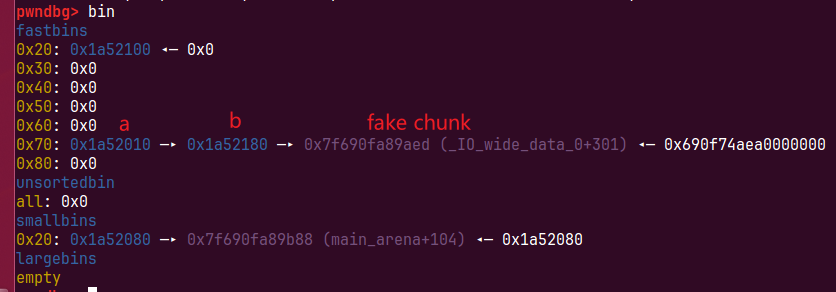 pwndbg> bin
fastbins
0x20: 0x1a52100 ◂— 0x0
0x30: 0x0
0x40: 0x0
0x50: 0x0
0x60: 0x0
a b fake chunk
0x70: 0x1a52010 —▸ 0x1a52180 —▸ 0x7f690fa89aed (_IO_wide_data_0+301) ◂— 0x690f74aea0000000
0x80: 0x0
unsortedbin
all: 0x0
smallbins
0x20: 0x1a52080 —▸ 0x7f690fa89b88 (main_arena+104) ◂— 0x1a52080
largebins
empty